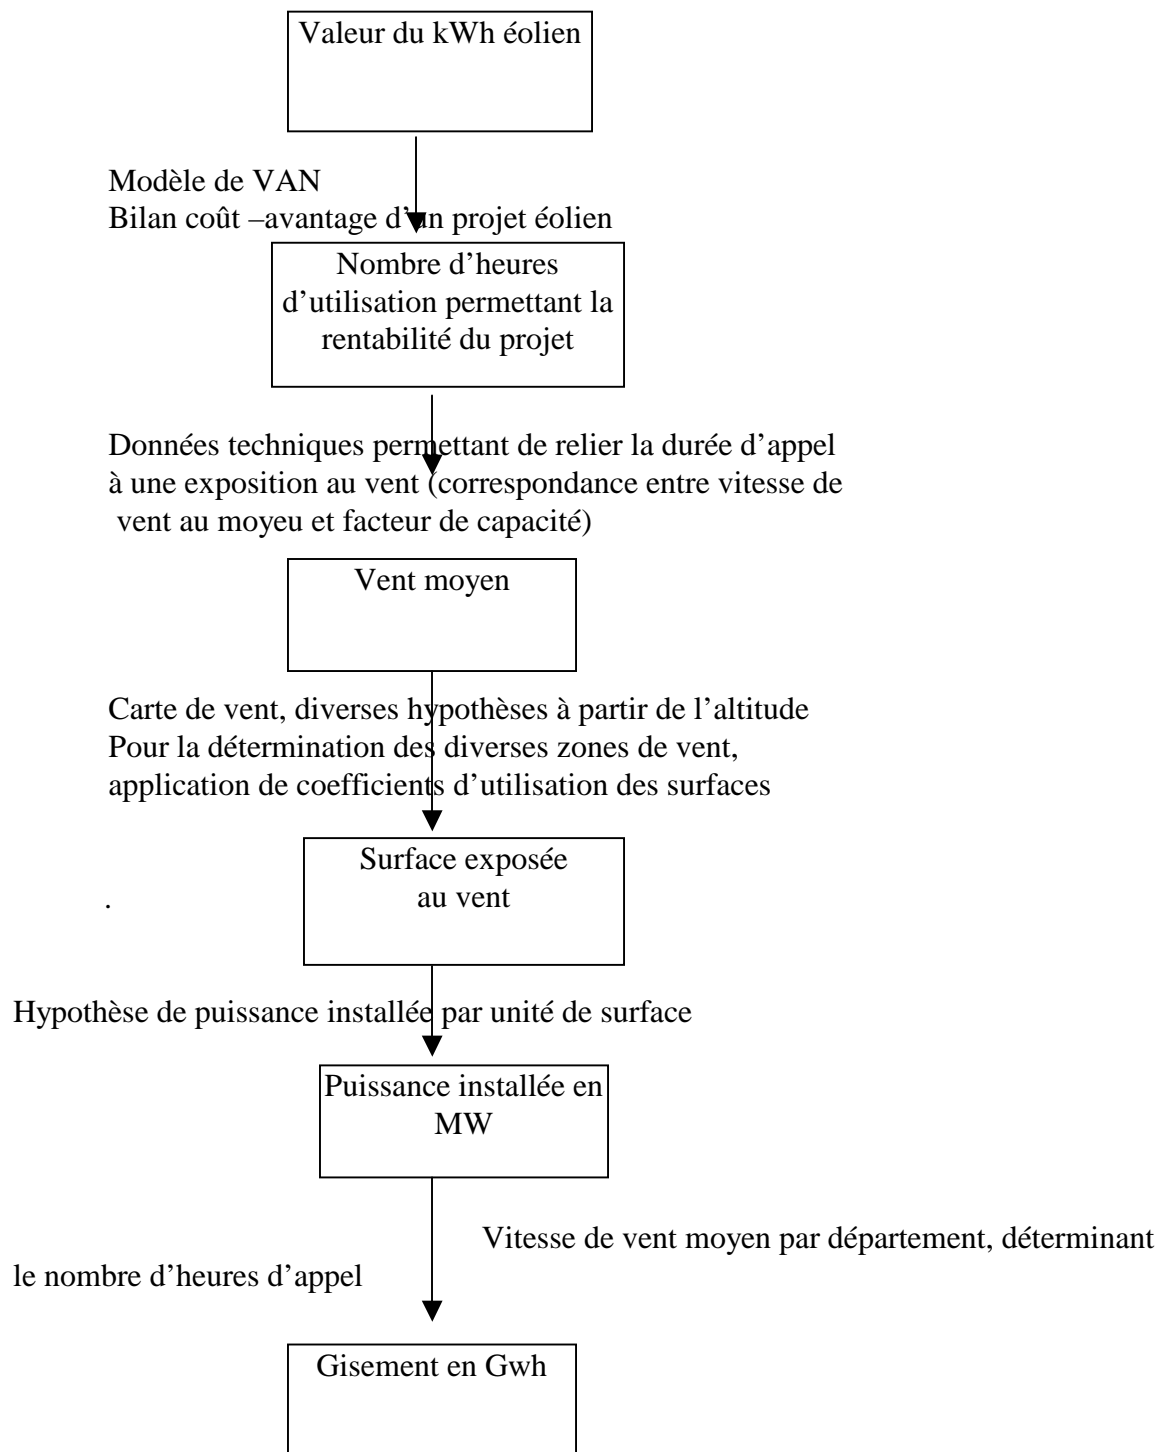 Valeur du kWh éolien
Modèle de VAN
Bilan coût –avantage d’un projet éolien
Nombre d’heures
d’utilisation permettant la
rentabilité du projet
Données techniques permettant de relier la durée d’appel
à une exposition au vent (correspondance entre vitesse de
vent au moyeu et facteur de capacité)
Vent moyen
Carte de vent, diverses hypothèses à partir de l’altitude
Pour la détermination des diverses zones de vent,
application de coefficients d’utilisation des surfaces
Surface exposée
au vent
.
Hypothèse de puissance installée par unité de surface
Puissance installée en
MW
Vitesse de vent moyen par département, déterminant
le nombre d’heures d’appel
Gisement en Gwh